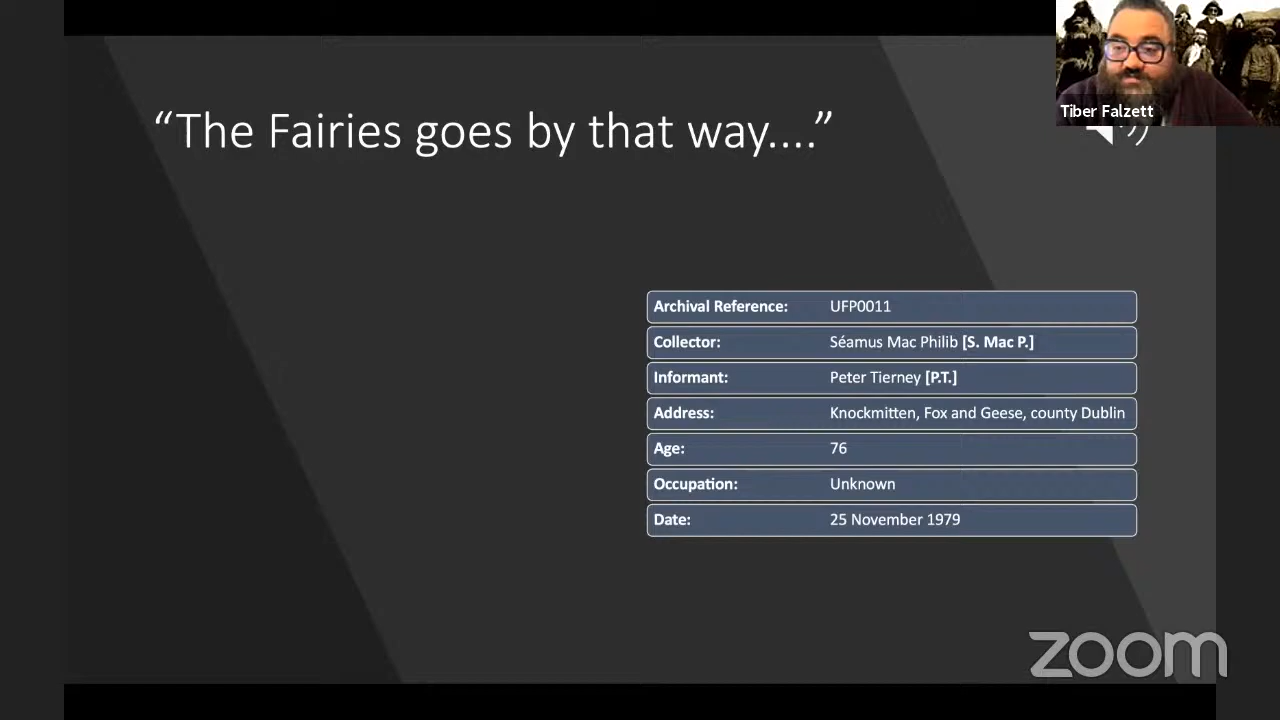 Tiber Falzett
“The Fairies goes by that way....”
Archival Reference: UFP0011
Collector: Séamus Mac Philib [S. Mac P.]
Informant: Peter Tierney [P.T.]
Address: Knockmitten, Fox and Geese, county Dublin
Age: 76
Occupation: Unknown
Date: 25 November 1979
zoom